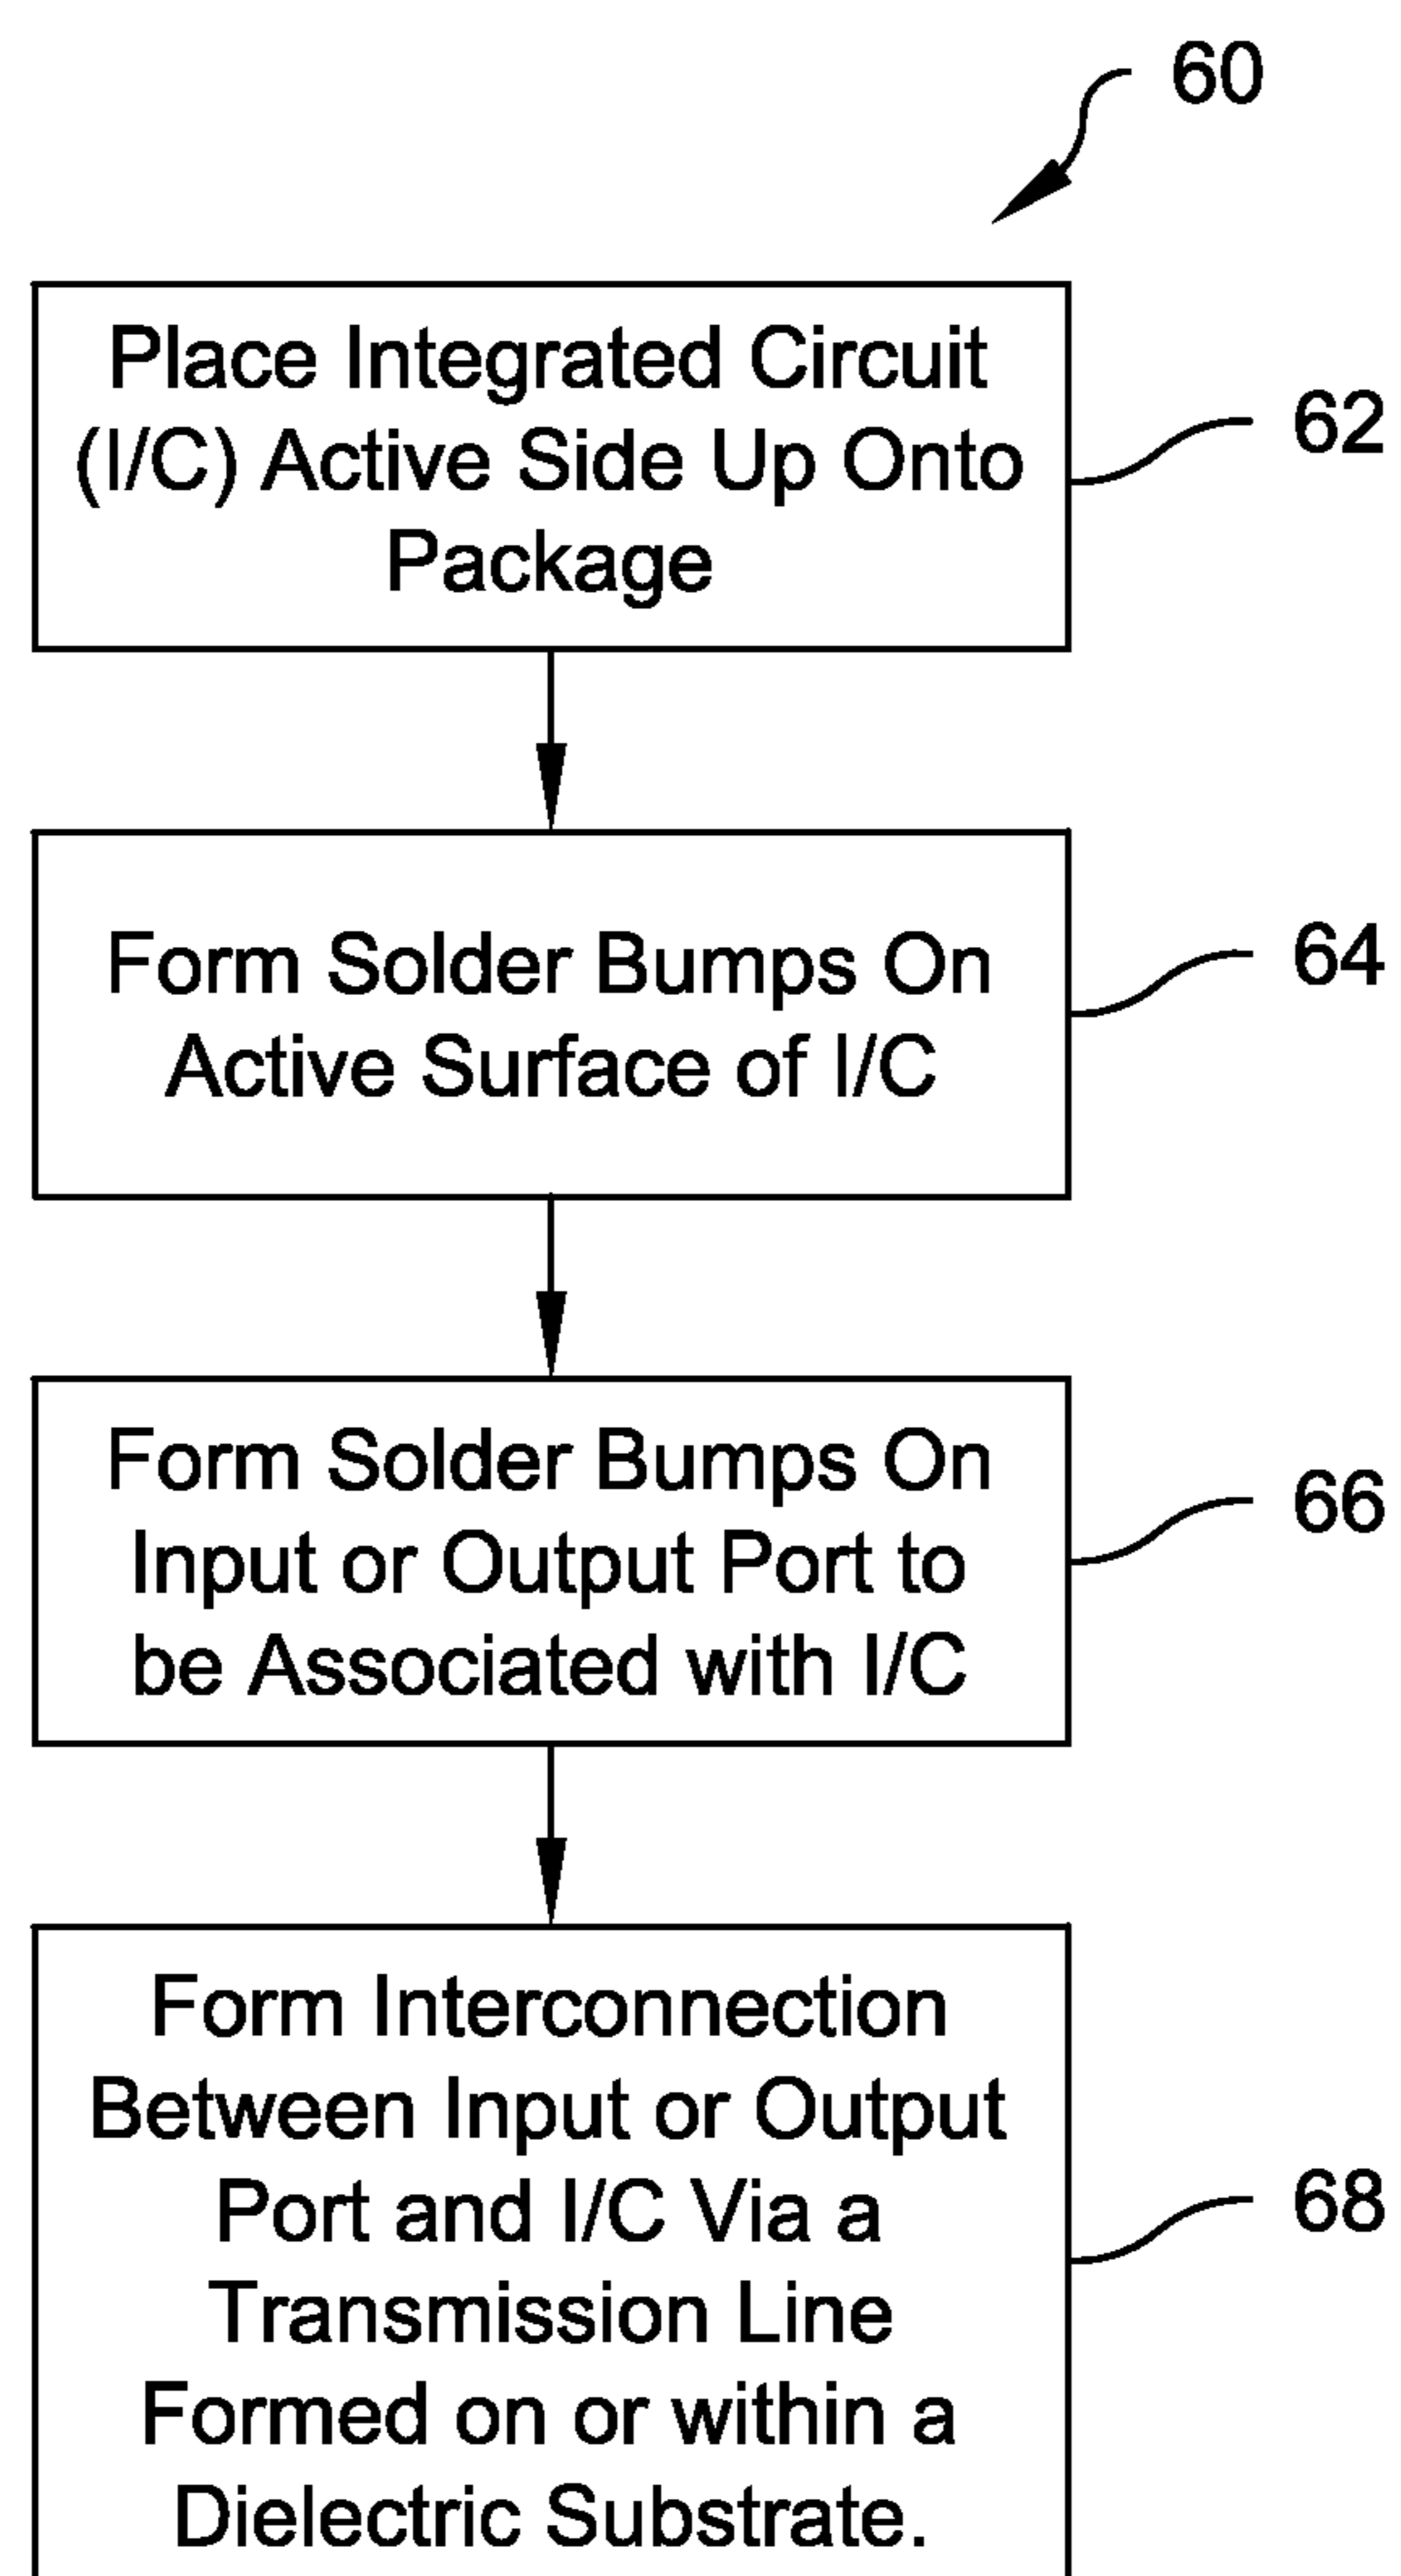 60
Place Integrated Circuit
(I/C) Active Side Up Onto
Package
62
Form Solder Bumps On
Active Surface of I/C
64
Form Solder Bumps On
Input or Output Port to
be Associated with I/C
66
Form Interconnection
Between Input or Output
Port and I/C Via a
Transmission Line
Formed on or within a
Dielectric Substrate.
68